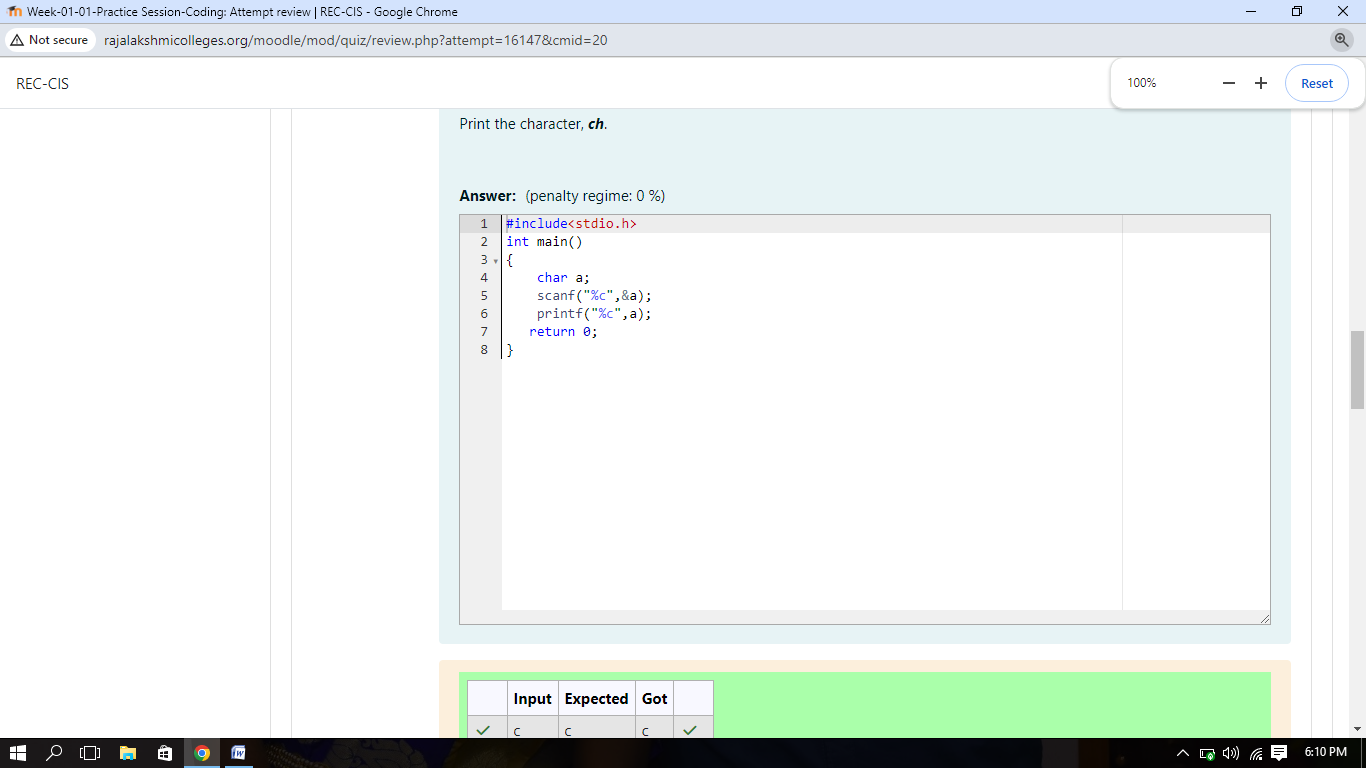 Week-01-01-Practice Session-Coding: Attempt review | REC-CIS - Google Chrome
Not secure rajalakshmicolleges.org/moodle/mod/quiz/review.php?attempt=16147&cmid=20
REC-CIS
100% Reset
Print the character, ch.
Answer: (penalty regime: 0 %)
1 #include<stdio.h>
2 int main()
3 {
4 char a;
5 scanf("%c",&a);
6 printf("%c",a);
7 return 0;
8 }
Input Expected Got
C C C
6:10 PM